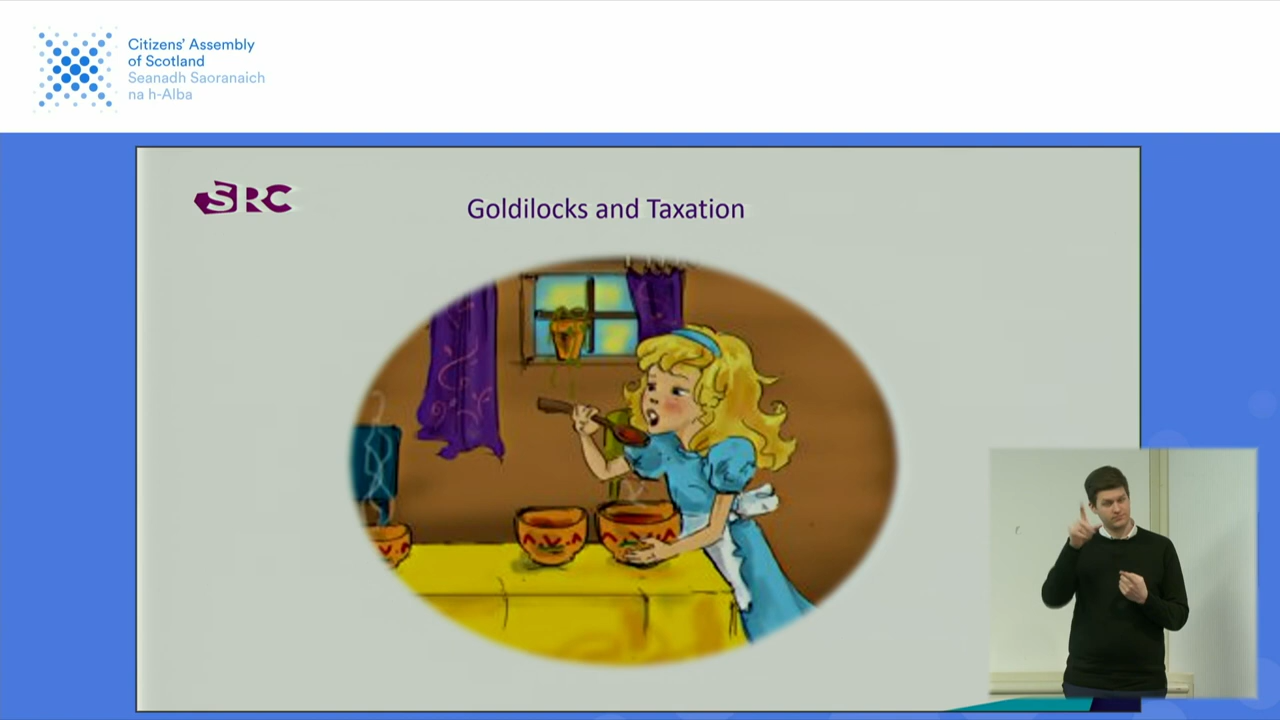 Citizens' Assembly
of Scotland
Seanadh Saoranaich
na h-Alba
SRC
Goldilocks and Taxation